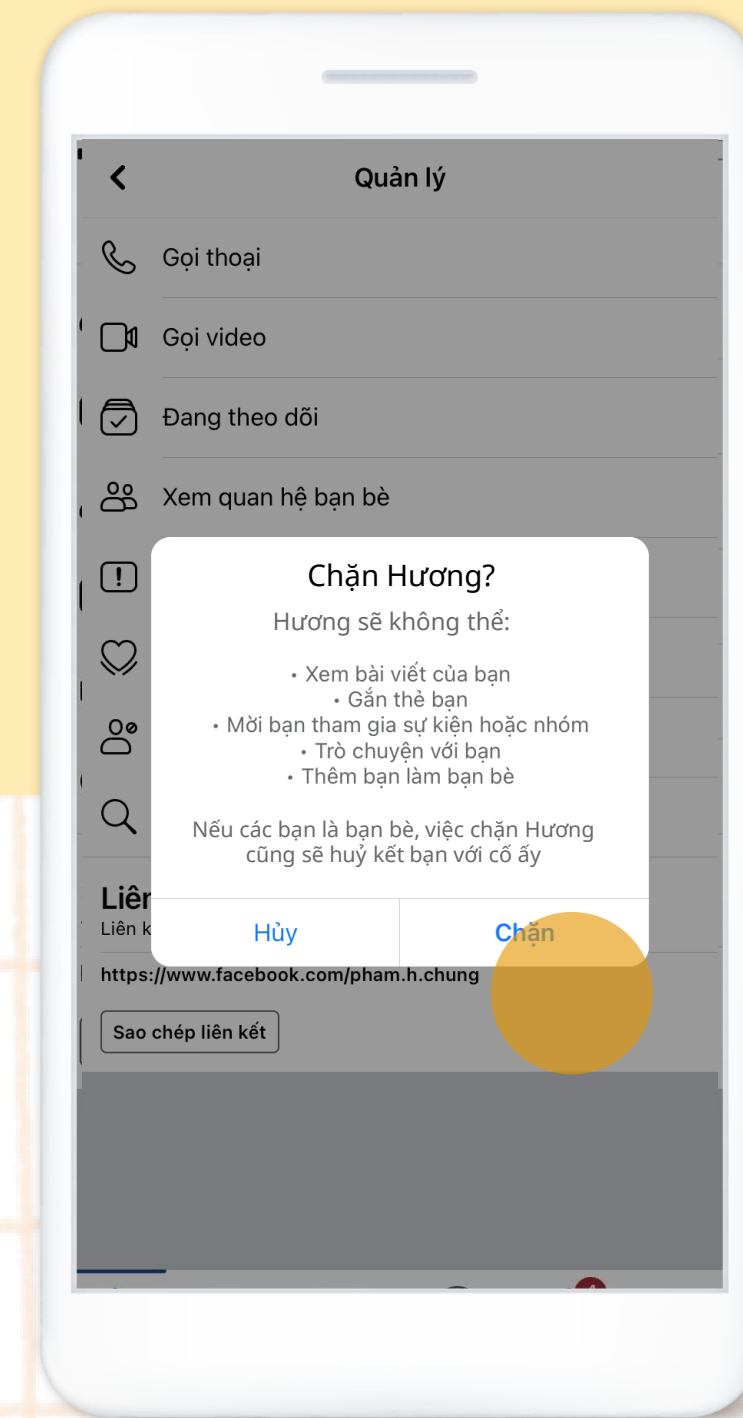 Quản lý
Gọi thoại
Gọi video
Đang theo dõi
Xem quan hệ bạn bè
Chặn Hương?
Hương sẽ không thể:
• Xem bài viết của bạn
• Gắn thẻ bạn
• Mời bạn tham gia sự kiện hoặc nhóm
• Trò chuyện với bạn
• Thêm bạn làm bạn bè
Nếu các bạn là bạn bè, việc chặn Hương
cũng sẽ huỷ kết bạn với cố ấy
Hủy
Chặn
Liên
Liên k
https://www.facebook.com/pham.h.chung
Sao chép liên kết